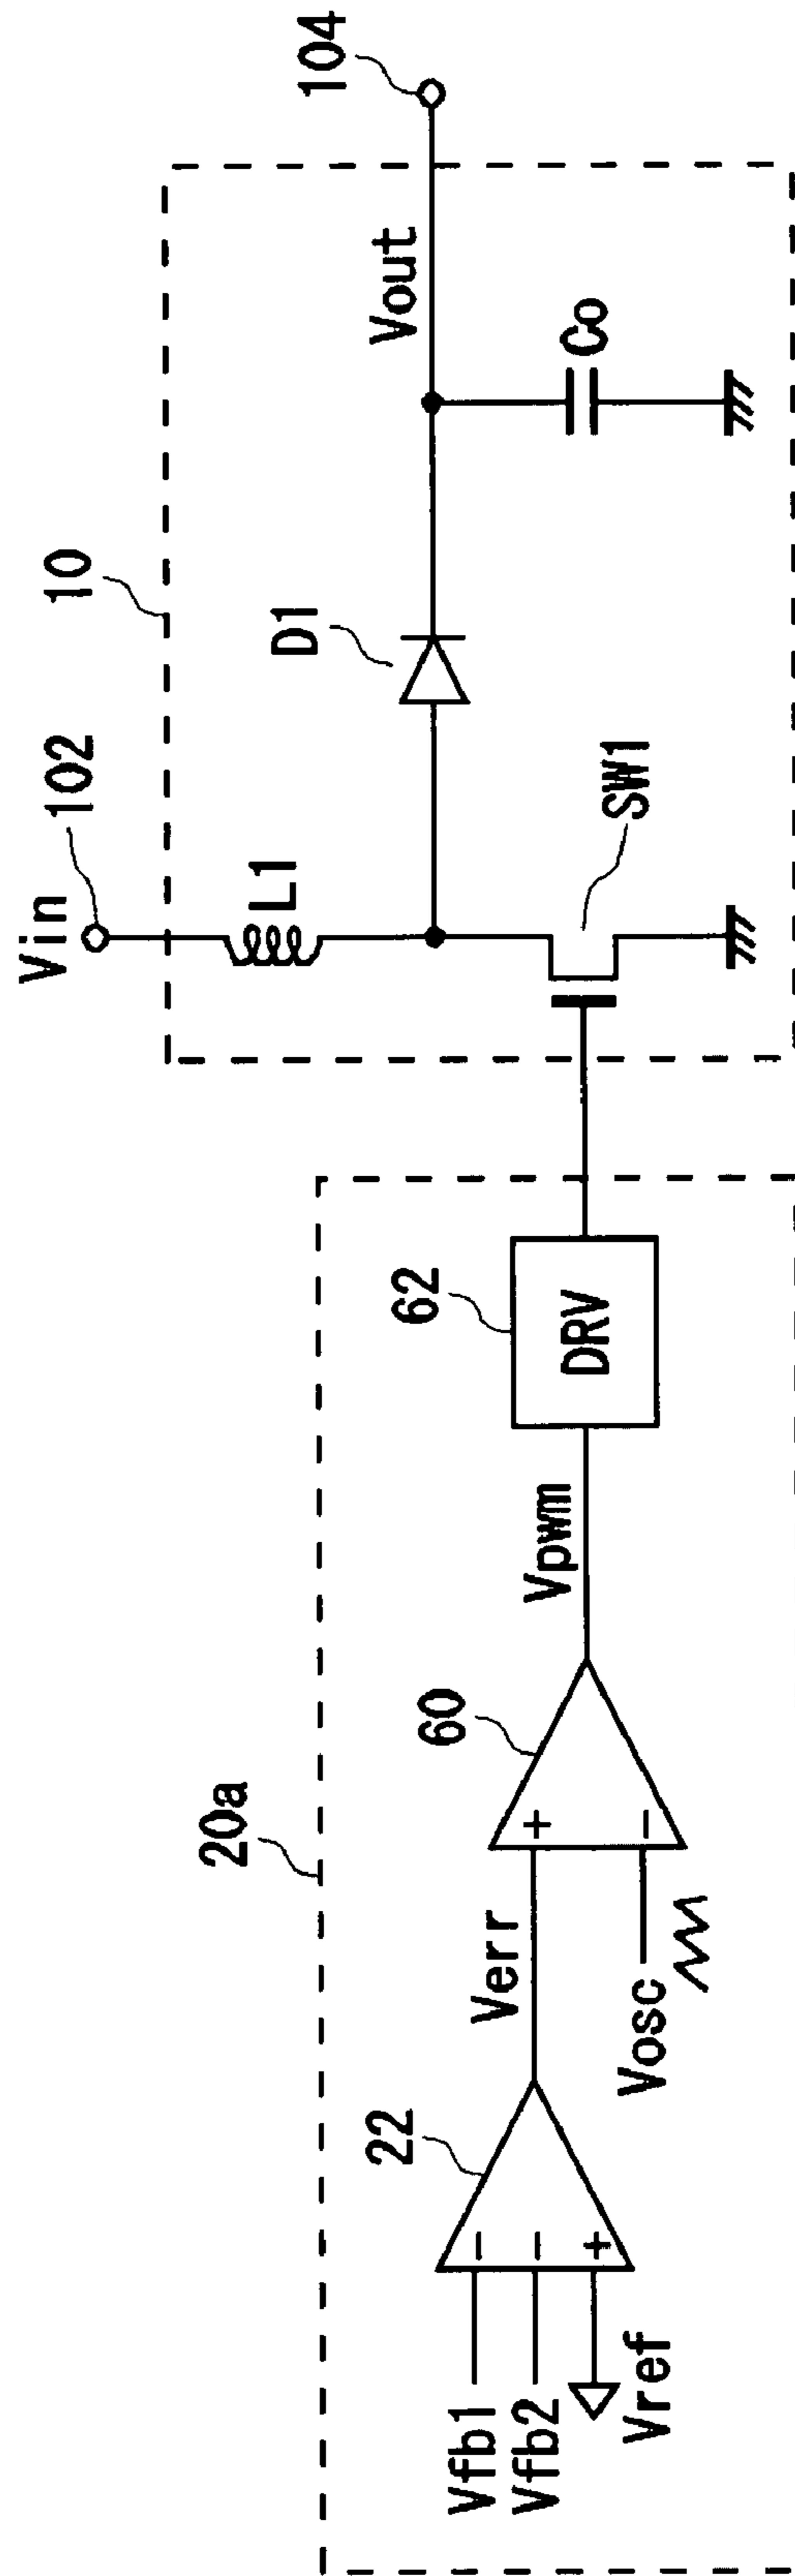 Vin
102
10
104
L1
D1
Vout
Co
SW1
20a
22
60
62
Vfb1
Vfb2
Vref
-
-
+
Verr
Vosc
+
-
Vpwm
DRV